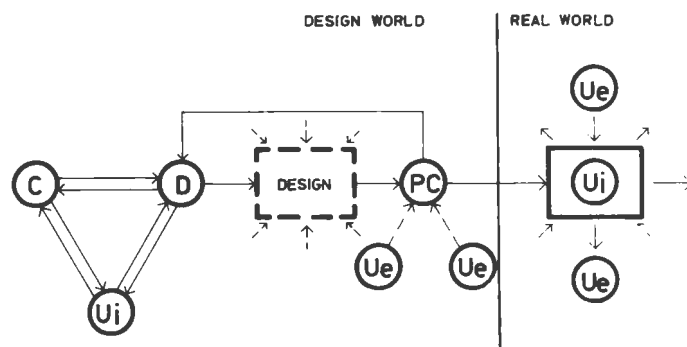 DESIGN WORLD
REAL WORLD
Ue
C
D
DESIGN
PC
Ui
Ue
Ue
Ue
Ui